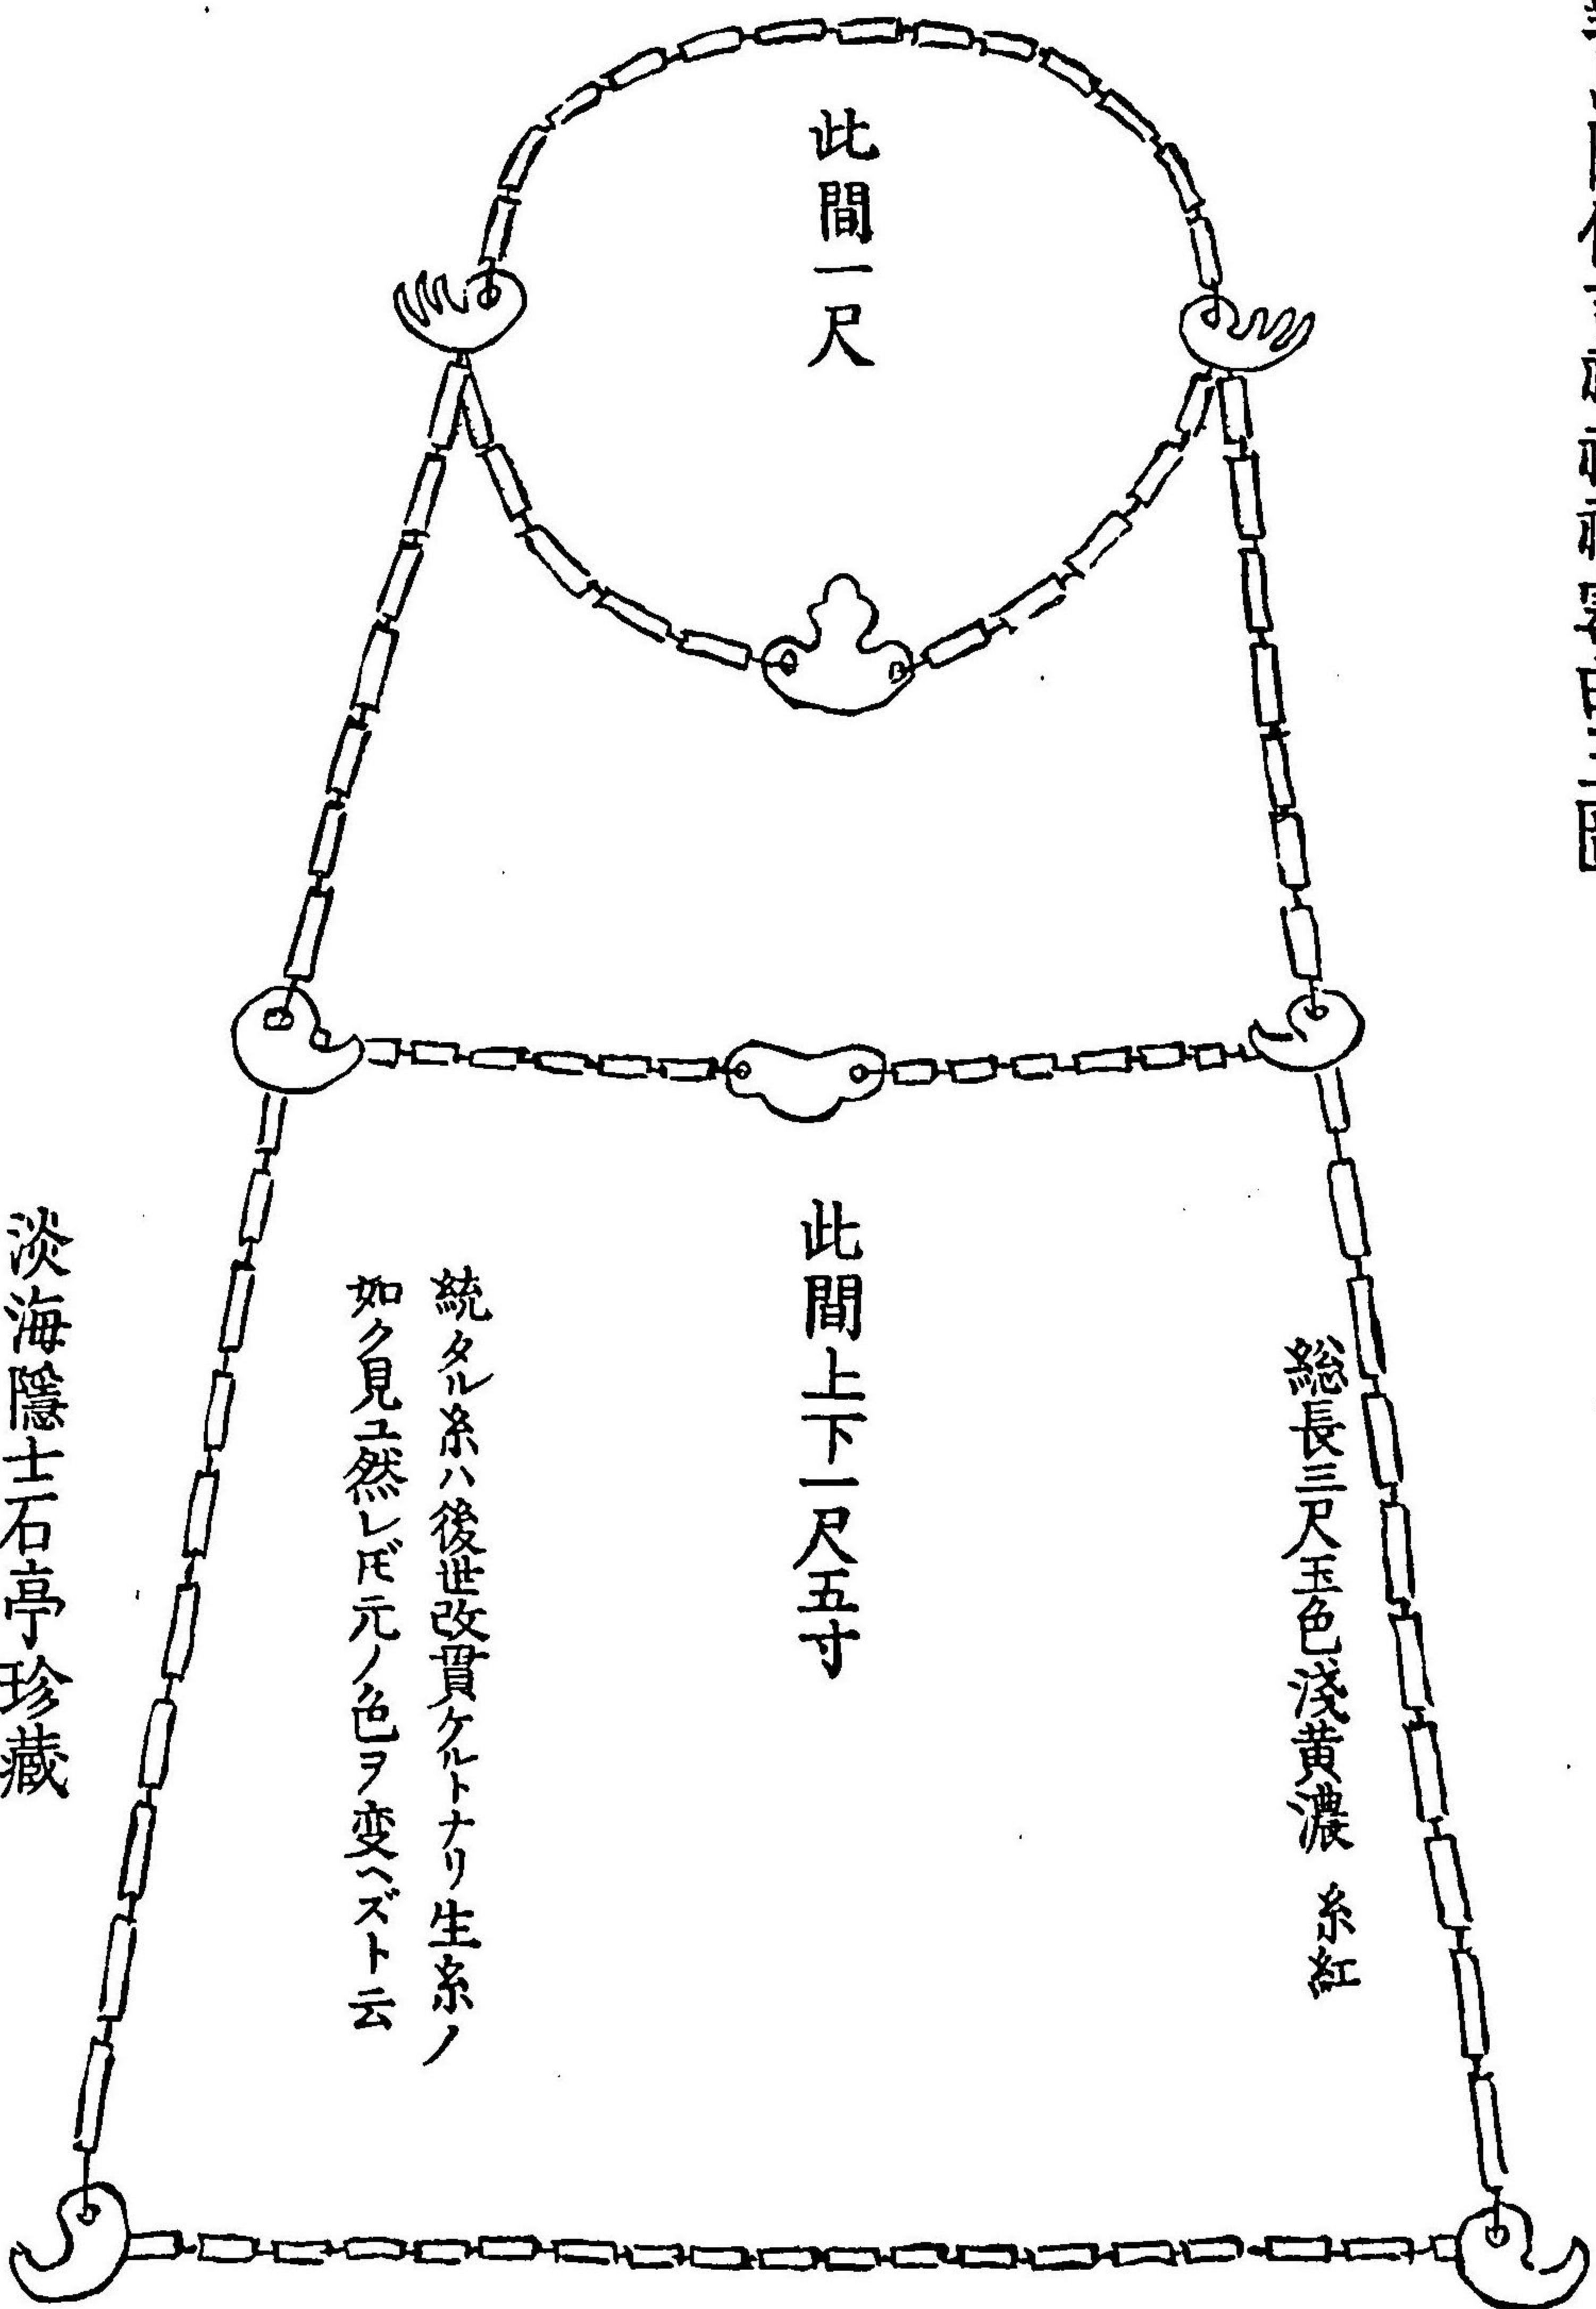 此間一尺
総長三尺玉色淺黄濃 糸紅
此間上下一尺五寸
統タル糸ハ後世改貫ケルトナリ生糸ノ
如ク見ユ然レ𪜈元ノ色ヲ変ヘズト云
淡海隱士石亭珍藏